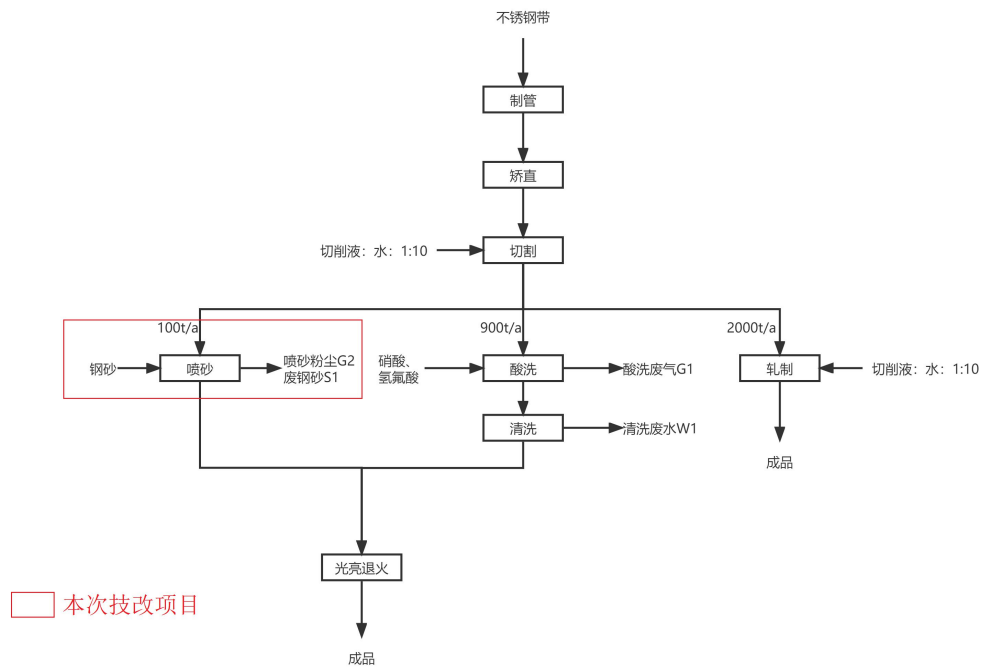 不锈钢带
制管
矫直
切削液：水：1:10
切割
100t/a
900t/a
2000t/a
钢砂
喷砂
喷砂粉尘G2
废钢砂S1
硝酸、
氢氟酸
酸洗
酸洗废气G1
轧制
切削液：水：1:10
清洗
清洗废水W1
成品
光亮退火
本次技改项目
成品